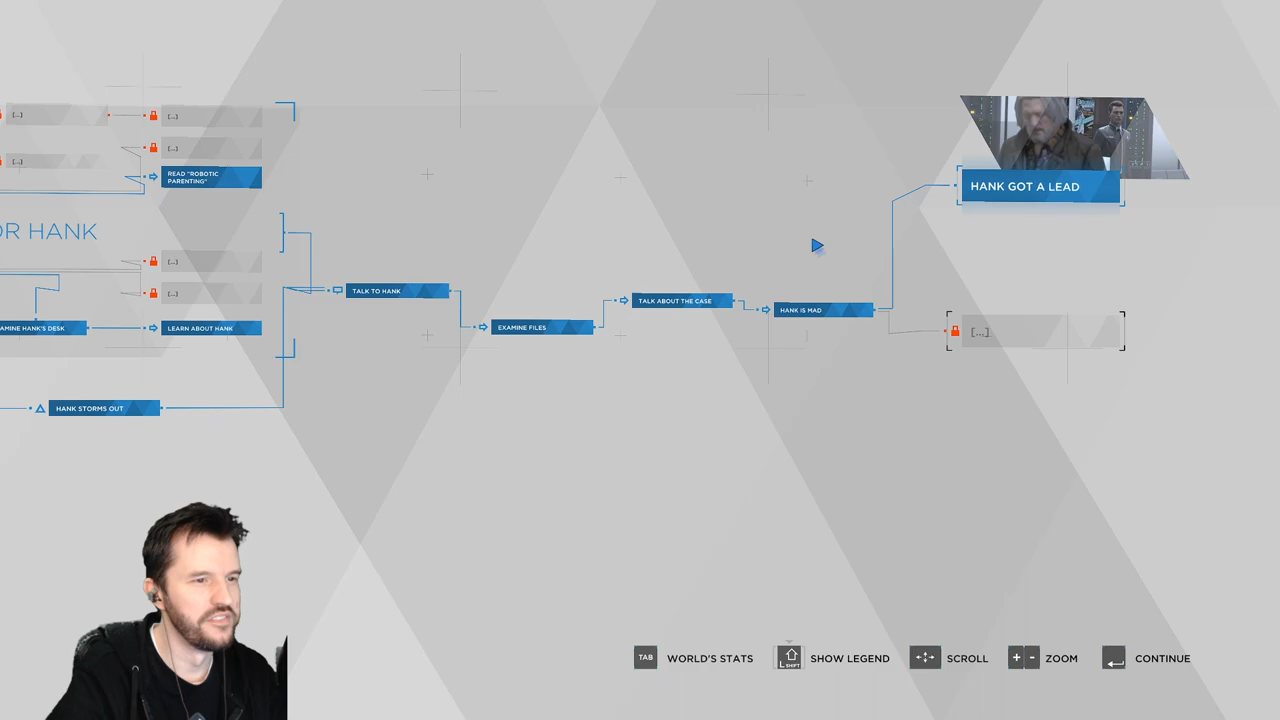 [...]
[...]
[...]
[...]
READ "ROBOTIC
PARENTING"
HANK GOT A LEAD
OR HANK
[...]
[...]
TALK TO HANK
TALK ABOUT THE CASE
HANK IS MAD
AMINE HANK'S DESK
LEARN ABOUT HANK
EXAMINE FILES
[...]
HANK STORMS OUT
TAB
WORLD'S STATS
L SHIFT
SHOW LEGEND
SCROLL
+ -
ZOOM
CONTINUE